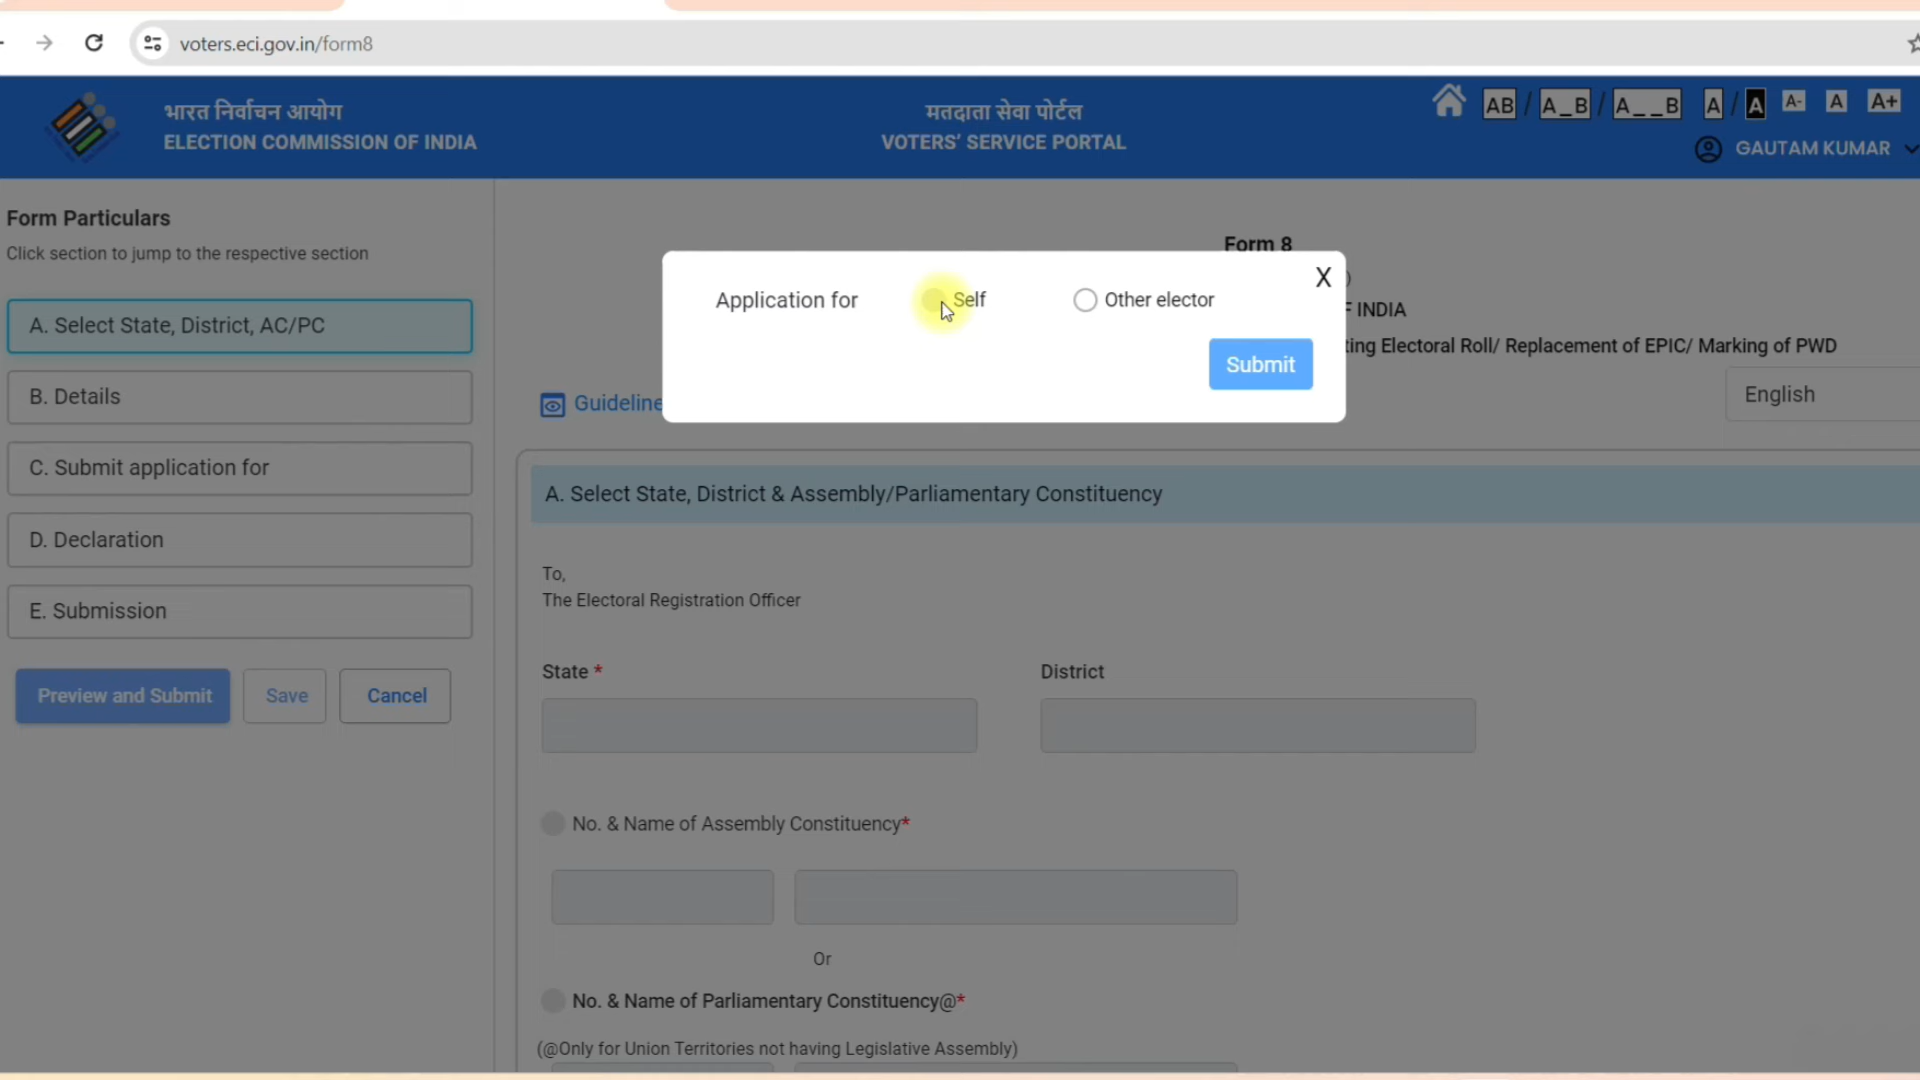 voters.eci.gov.in/form8
भारत निर्वाचन आयोग
ELECTION COMMISSION OF INDIA
मतदाता सेवा पोर्टल
VOTERS’ SERVICE PORTAL
AB / A_B / A__B A / A A- A A+
GAUTAM KUMAR
Form Particulars
Click section to jump to the respective section
A. Select State, District, AC/PC
B. Details
C. Submit application for
D. Declaration
E. Submission
Preview and Submit Save Cancel
Form 8
X
Application for Self Other elector
Submit
INDIA
Electoral Roll/ Replacement of EPIC/ Marking of PWD
English
A. Select State, District & Assembly/Parliamentary Constituency
To,
The Electoral Registration Officer
State * District
No. & Name of Assembly Constituency*
Or
No. & Name of Parliamentary Constituency@*
(@Only for Union Territories not having Legislative Assembly)